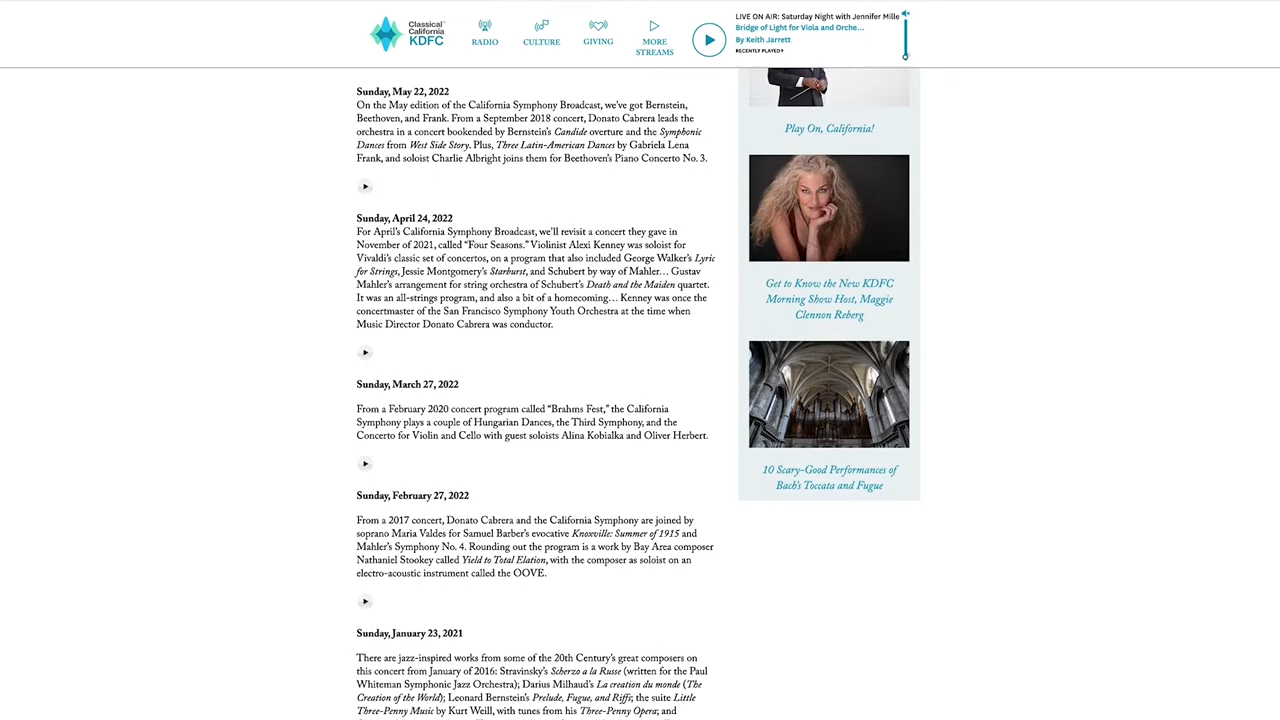 Classical
California
KDFC
RADIO
CULTURE
GIVING
MORE
STREAMS
LIVE ON AIR: Saturday Night with Jennifer Mille
Bridge of Light for Viola and Orche...
By Keith Jarrett
RECENTLY PLAYED
Sunday, May 22, 2022
On the May edition of the California Symphony Broadcast, we've got Bernstein,
Beethoven, and Frank. From a September 2018 concert, Donato Cabrera leads the
orchestra in a concert bookended by Bernstein's Candide overture and the Symphonic
Dances from West Side Story. Plus, Three Latin-American Dances by Gabriela Lena
Frank, and soloist Charlie Albright joins them for Beethoven's Piano Concerto No. 3.
Sunday, April 24, 2022
For April's California Symphony Broadcast, we'll revisit a concert they gave in
November of 2021, called "Four Seasons." Violinist Alexi Kenney was soloist for
Vivaldi's classic set of concertos, on a program that also included George Walker's Lyric
for Strings, Jessie Montgomery's Starburst, and Schubert by way of Mahler... Gustav
Mahler's arrangement for string orchestra of Schubert's Death and the Maiden quartet.
It was an all-strings program, and also a bit of a homecoming... Kenney was once the
concertmaster of the San Francisco Symphony Youth Orchestra at the time when
Music Director Donato Cabrera was conductor.
Sunday, March 27, 2022
From a February 2020 concert program called "Brahms Fest," the California
Symphony plays a couple of Hungarian Dances, the Third Symphony, and the
Concerto for Violin and Cello with guest soloists Alina Kobialka and Oliver Herbert.
Sunday, February 27, 2022
From a 2017 concert, Donato Cabrera and the California Symphony are joined by
soprano Maria Valdes for Samuel Barber's evocative Knoxville: Summer of 1915 and
Mahler's Symphony No. 4. Rounding out the program is a work by Bay Area composer
Nathaniel Stookey called Yield to Total Elation, with the composer as soloist on an
electro-acoustic instrument called the OOVE.
Sunday, January 23, 2021
There are jazz-inspired works from some of the 20th Century's great composers on
this concert from January of 2016: Stravinsky's Scherzo a la Russe (written for the Paul
Whiteman Symphonic Jazz Orchestra); Darius Milhaud's La creation du monde (The
Creation of the World); Leonard Bernstein's Prelude, Fugue, and Riffs; the suite Little
Three-Penny Music by Kurt Weill, with tunes from his Three-Penny Opera; and
Play On, California!
Get to Know the New KDFC
Morning Show Host, Maggie
Clennon Reberg
10 Scary-Good Performances of
Bach's Toccata and Fugue